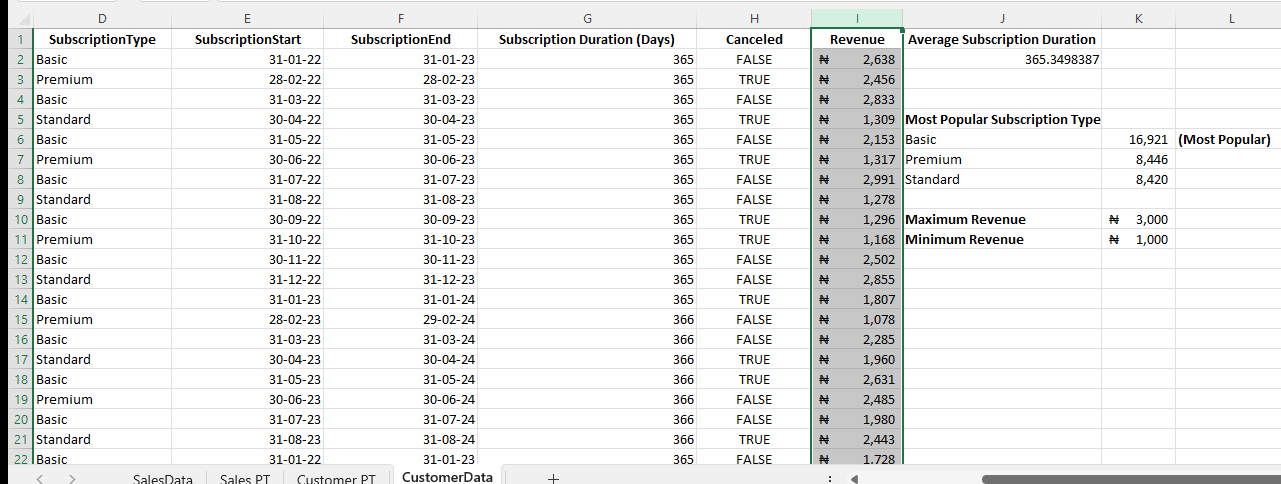 D E F G H I J K L
1 SubscriptionType SubscriptionStart SubscriptionEnd Subscription Duration (Days) Canceled Revenue Average Subscription Duration
2 Basic 31-01-22 31-01-23 365 FALSE ₦ 2,638 365.3498387
3 Premium 28-02-22 28-02-23 365 TRUE ₦ 2,456
4 Basic 31-03-22 31-03-23 365 FALSE ₦ 2,833
5 Standard 30-04-22 30-04-23 365 TRUE ₦ 1,309 Most Popular Subscription Type
6 Basic 31-05-22 31-05-23 365 FALSE ₦ 2,153 Basic 16,921 (Most Popular)
7 Premium 30-06-22 30-06-23 365 TRUE ₦ 1,317 Premium 8,446
8 Basic 31-07-22 31-07-23 365 FALSE ₦ 2,991 Standard 8,420
9 Standard 31-08-22 31-08-23 365 FALSE ₦ 1,278
10 Basic 30-09-22 30-09-23 365 TRUE ₦ 1,296 Maximum Revenue ₦ 3,000
11 Premium 31-10-22 31-10-23 365 TRUE ₦ 1,168 Minimum Revenue ₦ 1,000
12 Basic 30-11-22 30-11-23 365 FALSE ₦ 2,502
13 Standard 31-12-22 31-12-23 365 FALSE ₦ 2,855
14 Basic 31-01-23 31-01-24 365 TRUE ₦ 1,807
15 Premium 28-02-23 29-02-24 366 FALSE ₦ 1,078
16 Basic 31-03-23 31-03-24 366 FALSE ₦ 2,285
17 Standard 30-04-23 30-04-24 366 TRUE ₦ 1,960
18 Basic 31-05-23 31-05-24 366 TRUE ₦ 2,631
19 Premium 30-06-23 30-06-24 366 FALSE ₦ 2,485
20 Basic 31-07-23 31-07-24 366 FALSE ₦ 1,980
21 Standard 31-08-23 31-08-24 366 TRUE ₦ 2,443
22 Basic 31-01-22 31-01-23 365 FALSE ₦ 1,728
SalesData Sales PT Customer PT CustomerData